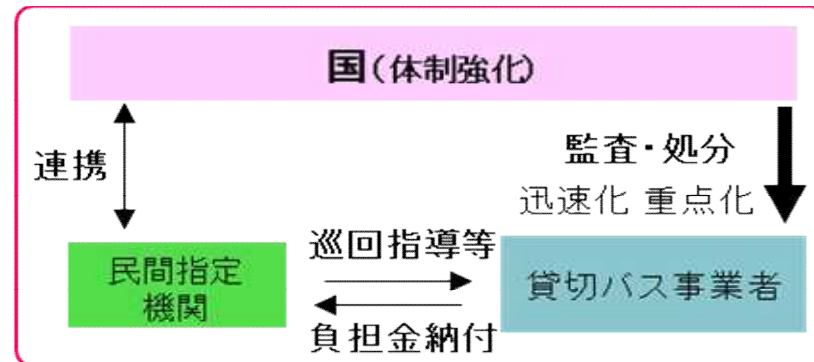 国(体制強化)
連携
監査・処分
迅速化 重点化
民間指定
機関
巡回指導等
負担金納付
貸切バス事業者